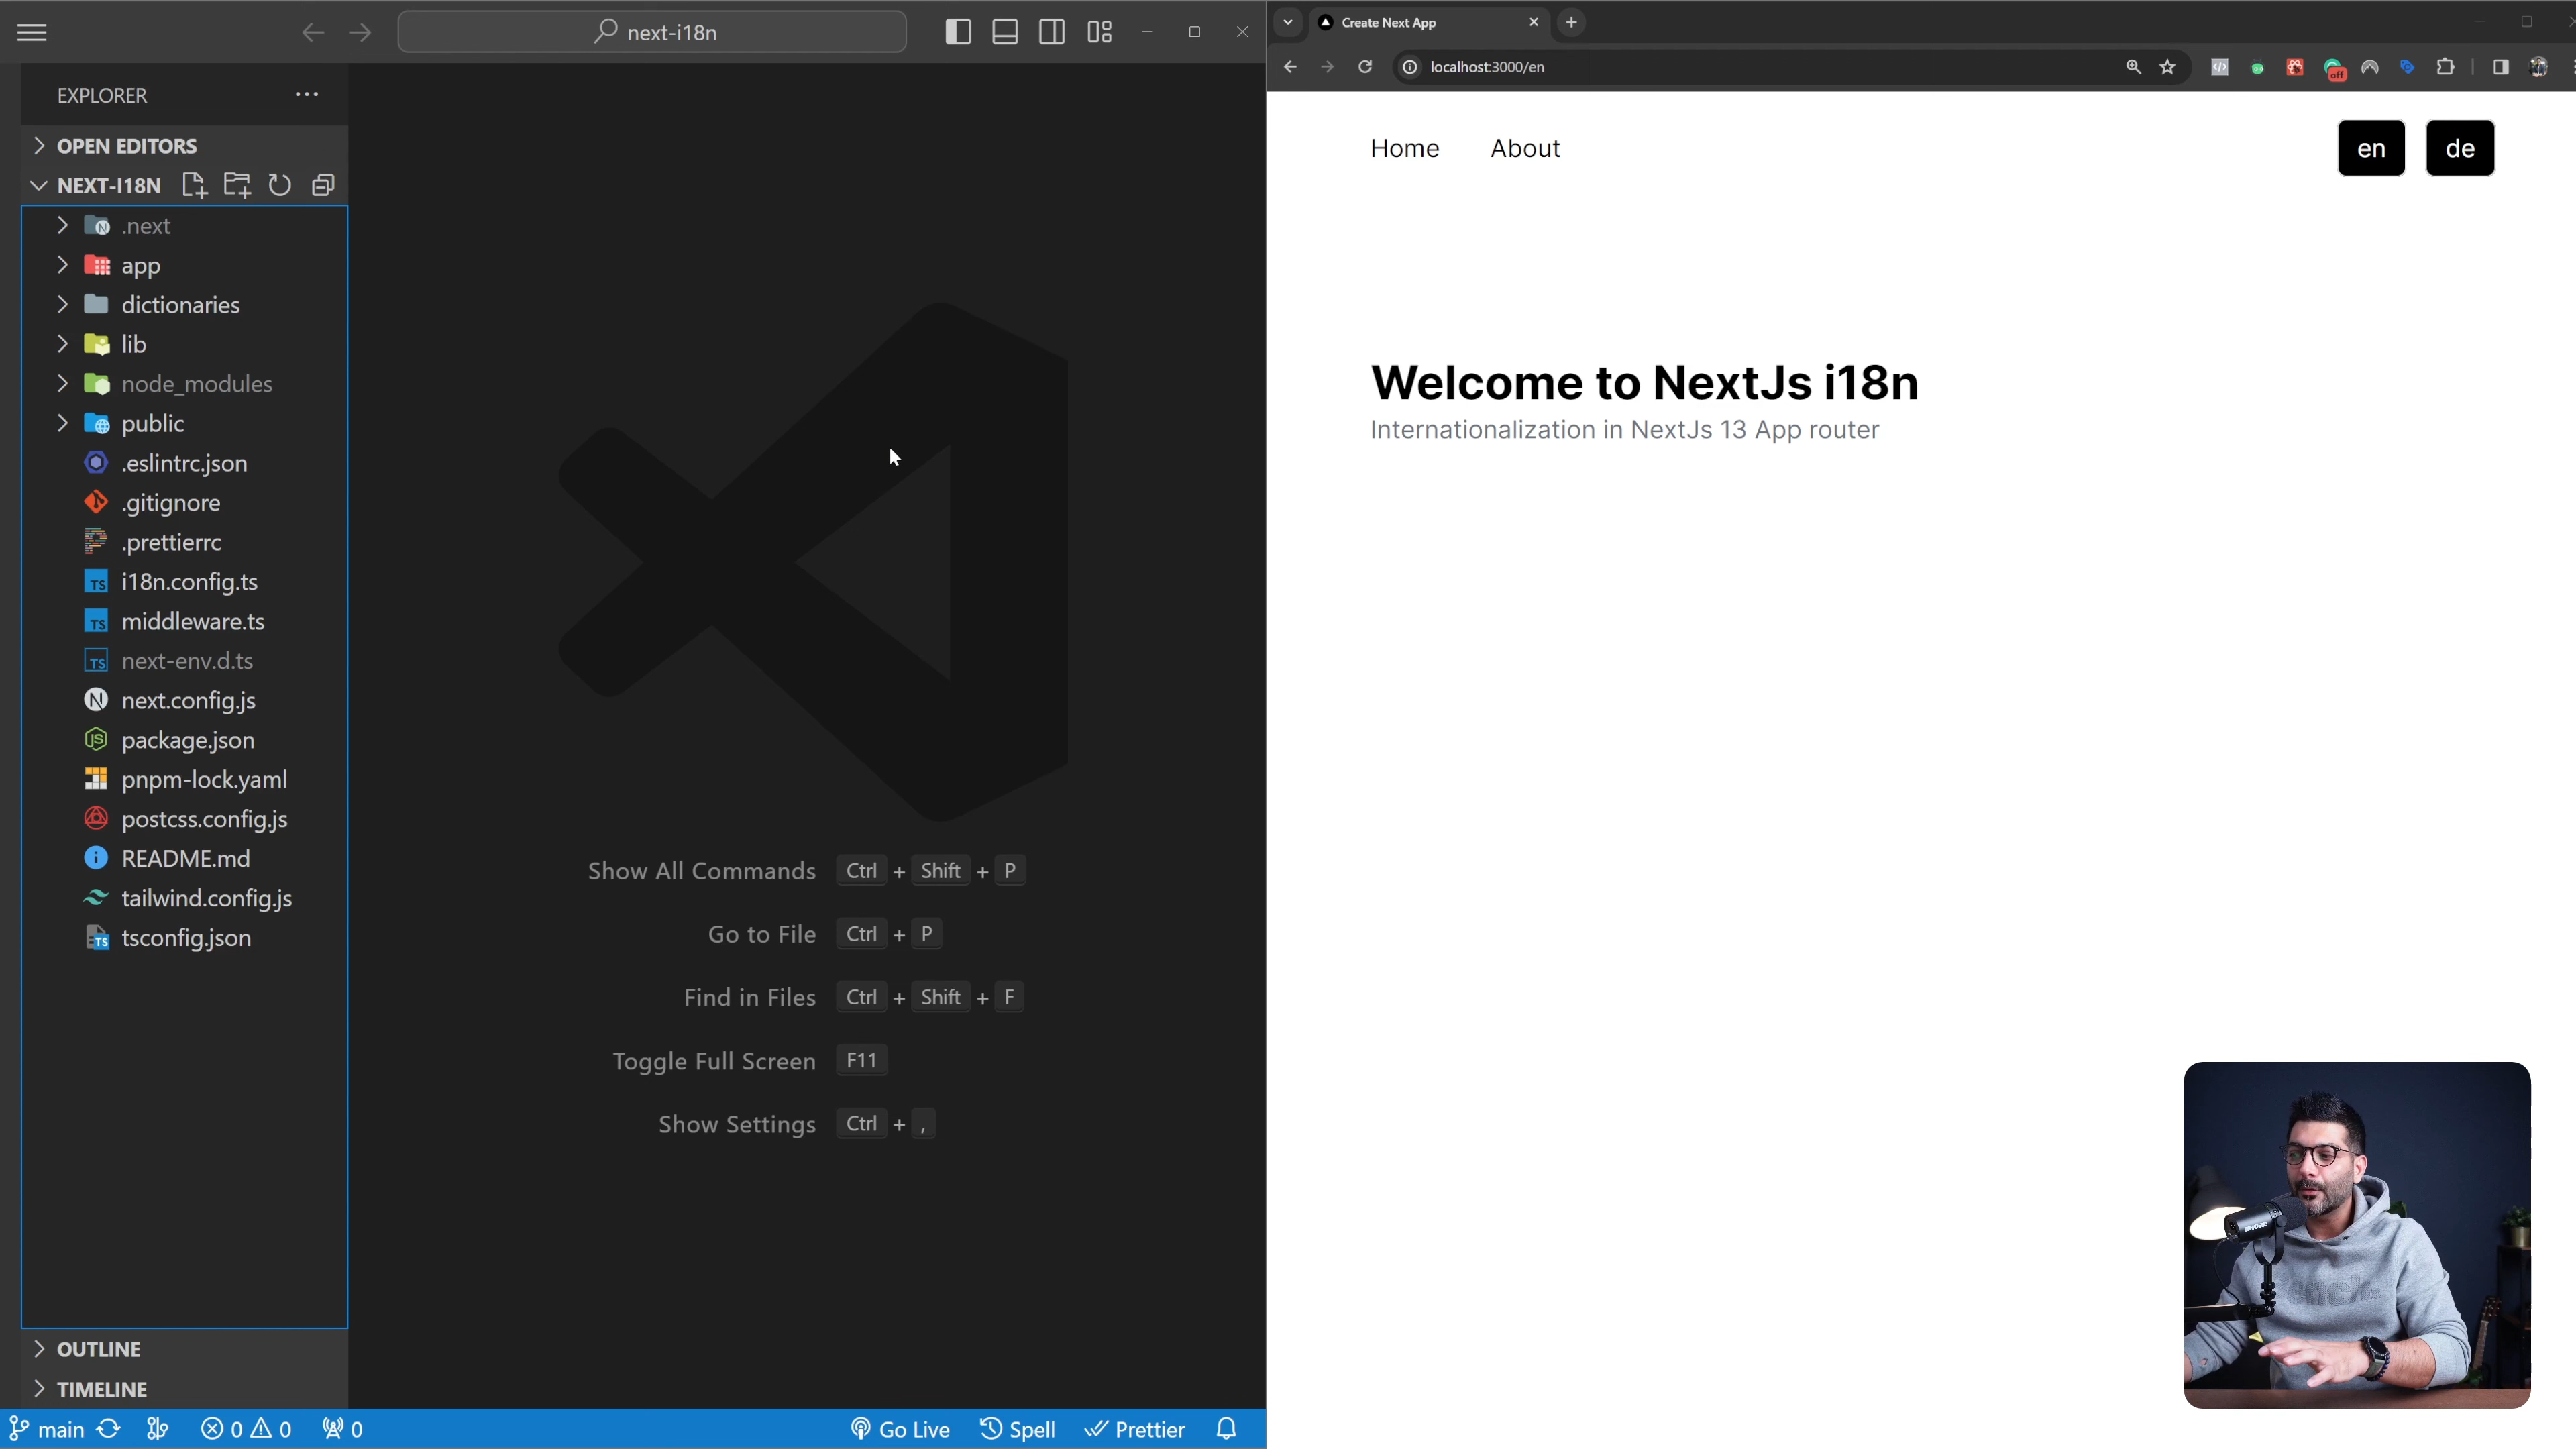 next-i18n
EXPLORER
OPEN EDITORS
NEXT-I18N
.next
app
dictionaries
lib
node_modules
public
.eslintrc.json
.gitignore
.prettierrc
i18n.config.ts
middleware.ts
next-env.d.ts
next.config.js
package.json
pnpm-lock.yaml
postcss.config.js
README.md
tailwind.config.js
tsconfig.json
OUTLINE
TIMELINE
Show All Commands Ctrl + Shift + P
Go to File Ctrl + P
Find in Files Ctrl + Shift + F
Toggle Full Screen F11
Show Settings Ctrl + ,
main 0 0 0 Go Live Spell Prettier
Create Next App
localhost:3000/en
off
Home About en de
Welcome to NextJs i18n
Internationalization in NextJs 13 App router
SHURE